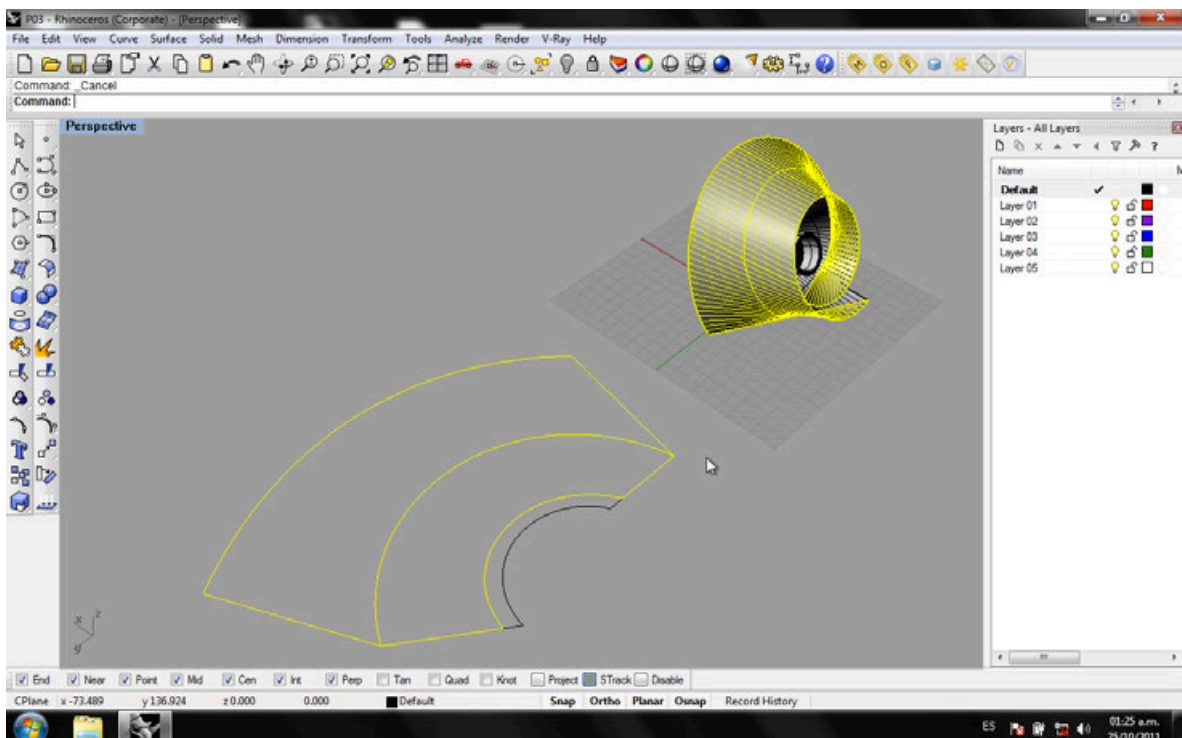 P03 - Rhinoceros (Corporate) - [Perspective]
File Edit View Curve Surface Solid Mesh Dimension Transform Tools Analyze Render V-Ray Help
Command: _Cancel
Command:
Perspective
Layers - All Layers
Name
Default
Layer 01
Layer 02
Layer 03
Layer 04
Layer 05
x z
y
End Near Point Mid Cen Int Perp Tan Quad Knot Project STrack Disable
CPlane x -73.489 y 136.924 z 0.000 0.000 Default Snap Ortho Planar Osnap Record History
ES 01:25 a.m.
25/10/2011